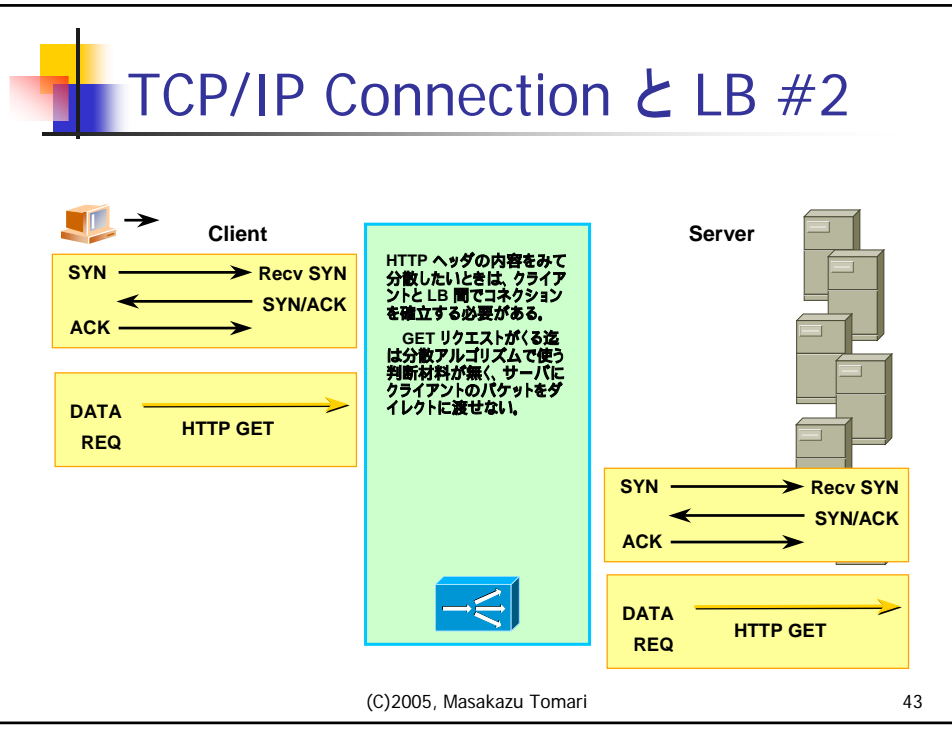 TCP/IP Connection と LB #2
Client
Server
SYN
Recv SYN
SYN/ACK
ACK
DATA
REQ
HTTP GET
HTTP ヘッダの内容をみて
分散したいときは、クライア
ントと LB 間でコネクション
を確立する必要がある。
GET リクエストがくる迄
は分散アルゴリズムで使う
判断材料が無く、サーバに
クライアントのパケットをダ
イレクトに渡せない。
SYN
Recv SYN
SYN/ACK
ACK
DATA
REQ
HTTP GET
(C)2005, Masakazu Tomari
43